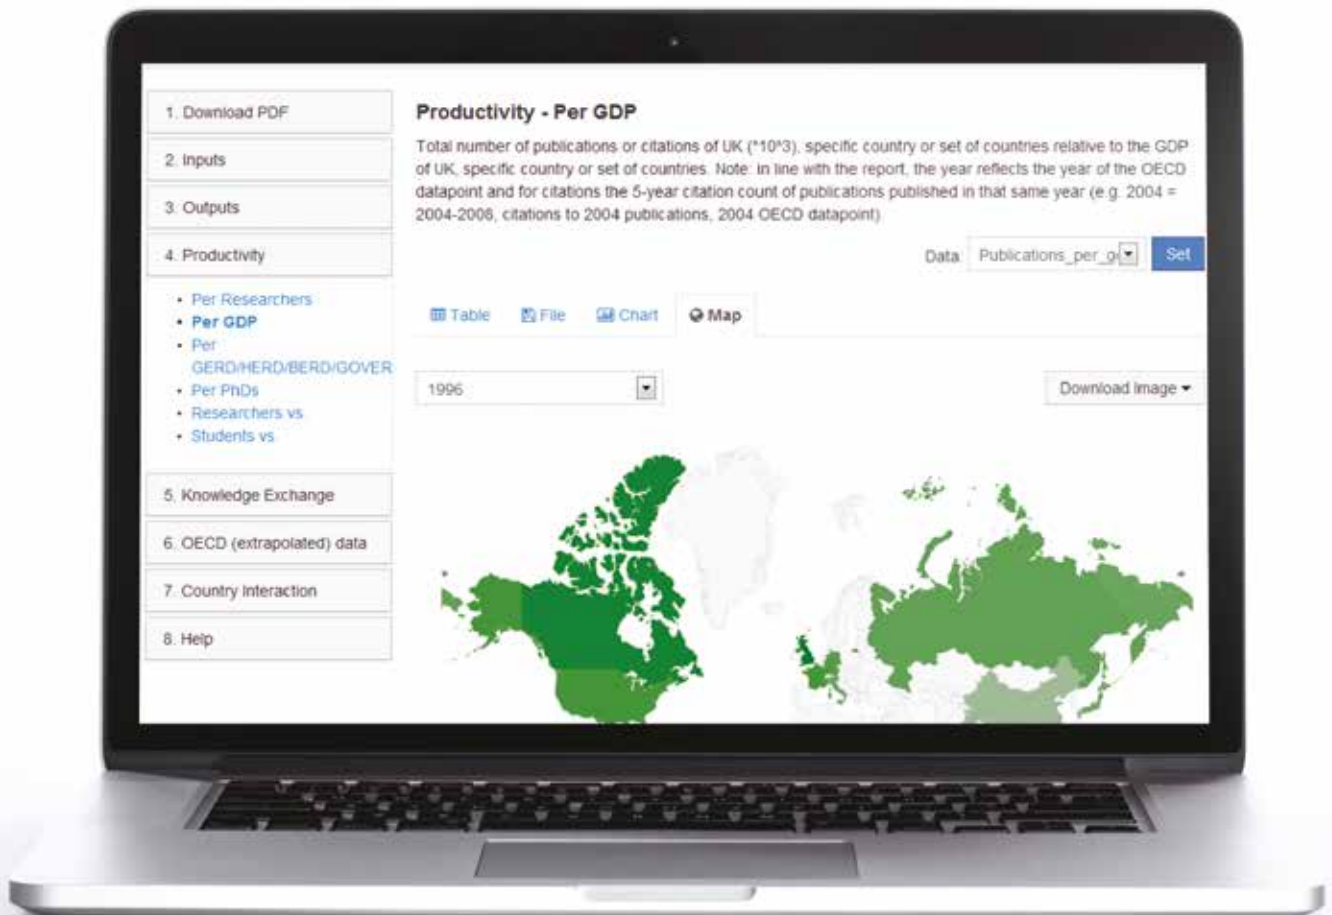 1. Download PDF
2. Inputs
3. Outputs
4. Productivity
• Per Researchers
• Per GDP
• Per
GERD/HERD/BERD/GOVER
• Per PhDs
• Researchers vs
• Students vs
5. Knowledge Exchange
6. OECD (extrapolated) data
7. Country Interaction
8. Help
Productivity - Per GDP
Total number of publications or citations of UK (*10^3), specific country or set of countries relative to the GDP
of UK, specific country or set of countries. Note: in line with the report, the year reflects the year of the OECD
datapoint and for citations the 5-year citation count of publications published in that same year (e.g. 2004 =
2004-2008, citations to 2004 publications, 2004 OECD datapoint)
Data: Publications_per_g Set
Table File Chart Map
1996 Download Image